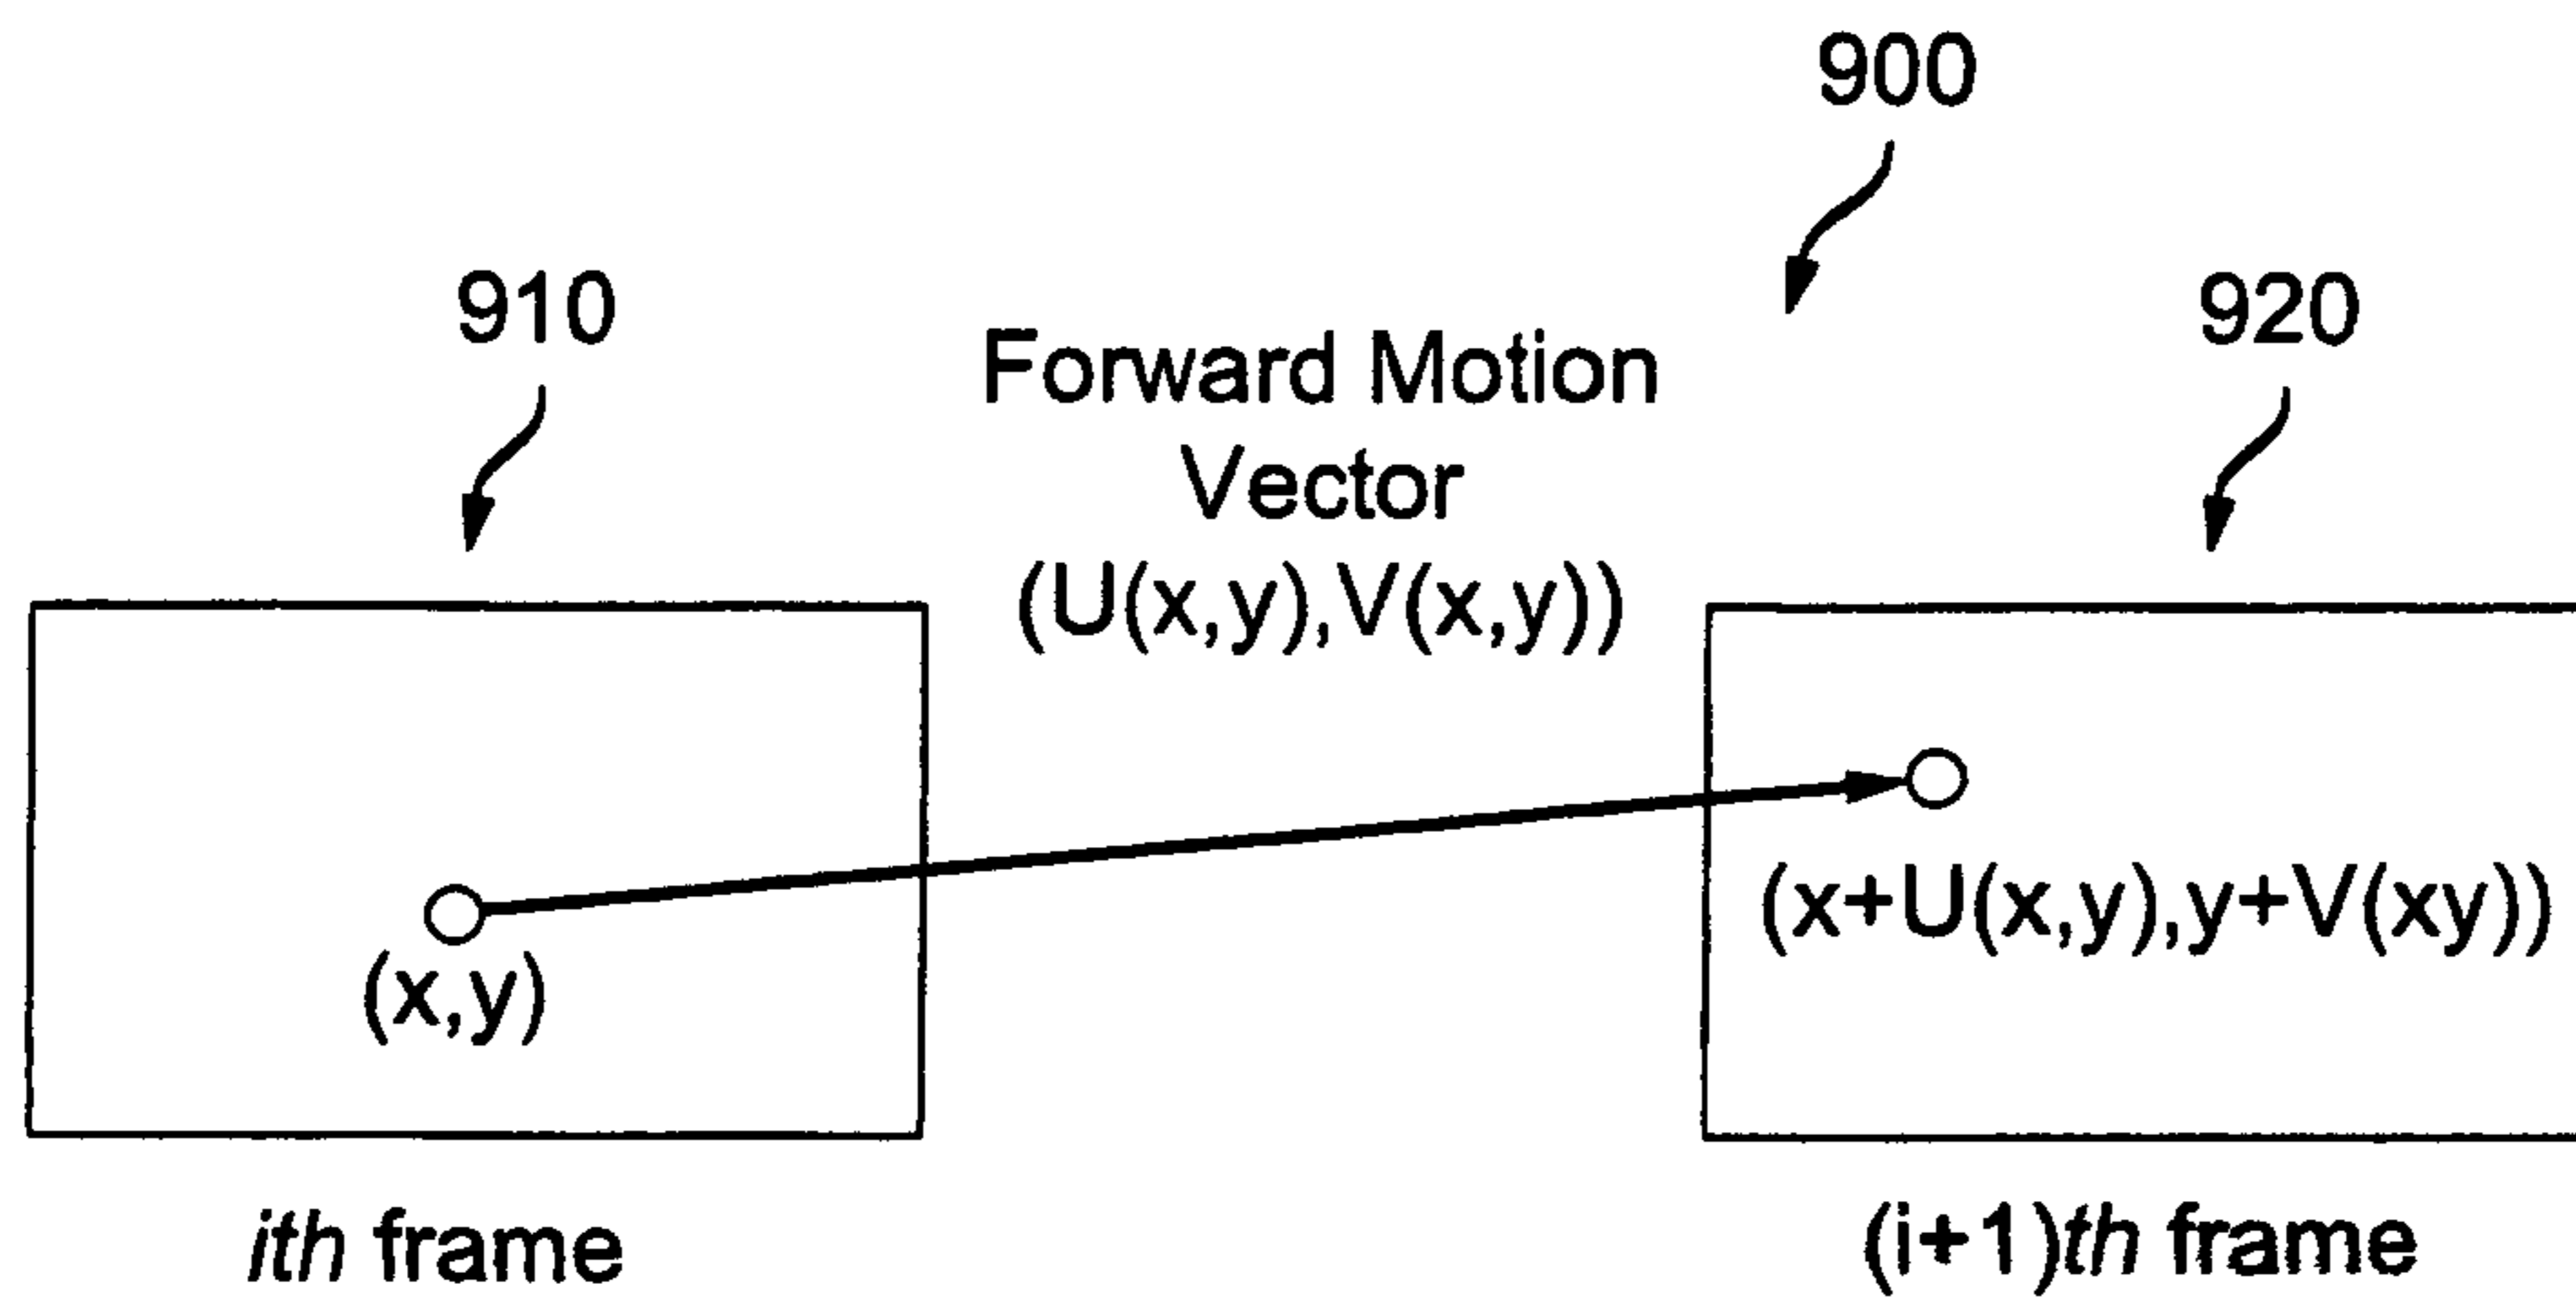 900
910
920
Forward Motion
Vector
(U(x,y),V(x,y))
(x,y)
(x+U(x,y),y+V(xy))
ith frame
(i+1)th frame